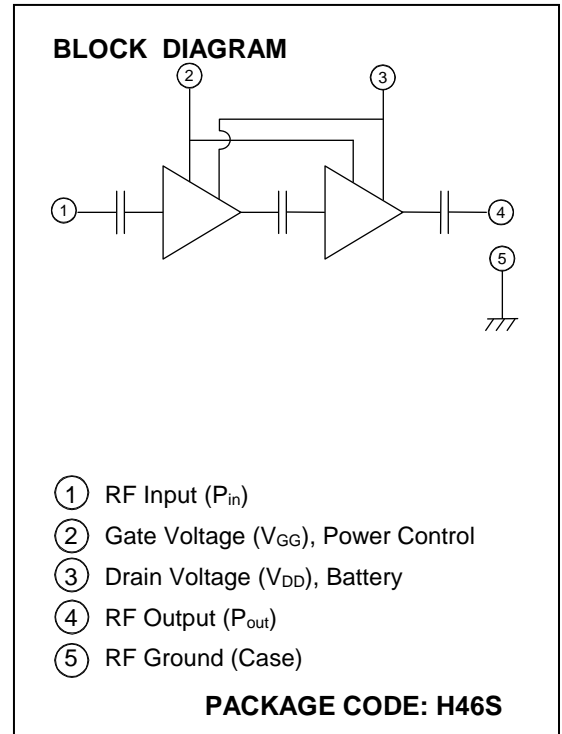 BLOCK DIAGRAM
2
3
1
4
5
1 RF Input (Pin)
2 Gate Voltage (VGG), Power Control
3 Drain Voltage (VDD), Battery
4 RF Output (Pout)
5 RF Ground (Case)
PACKAGE CODE: H46S